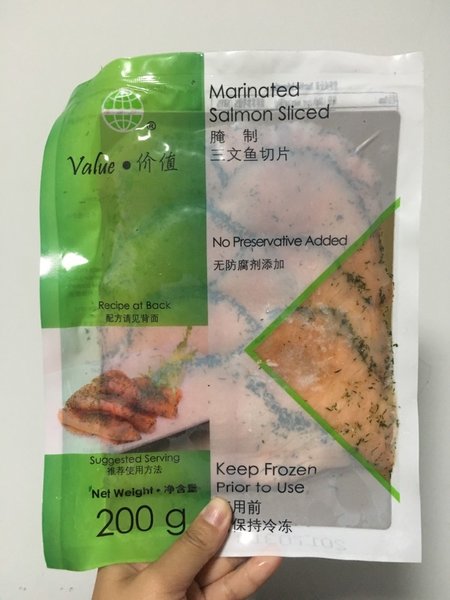 Marinated
Salmon Sliced
腌 制
三文鱼切片
®
Value • 价值
No Preservative Added
无防腐剂添加
Recipe at Back
配方请见背面
Suggested Serving
推荐使用方法
Net Weight • 净含量
200 g
Keep Frozen
Prior to Use
用前
保持冷冻